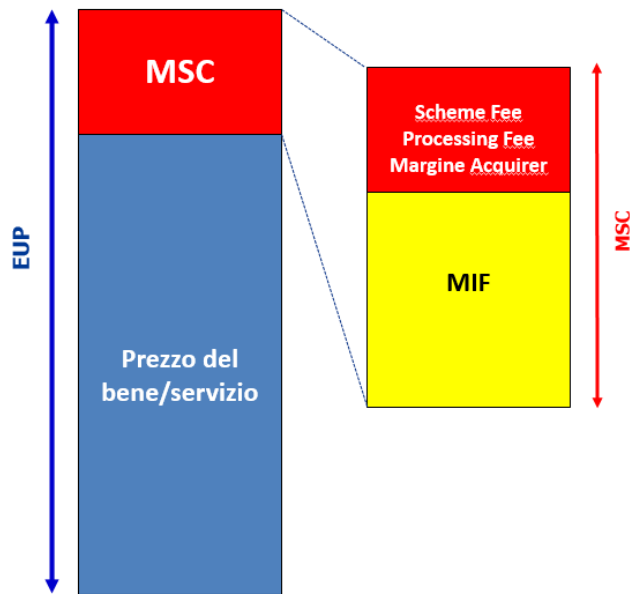 MSC
Scheme Fee
Processing Fee
Margine Acquirer
MSC
EUP
MIF
Prezzo del
bene/servizio